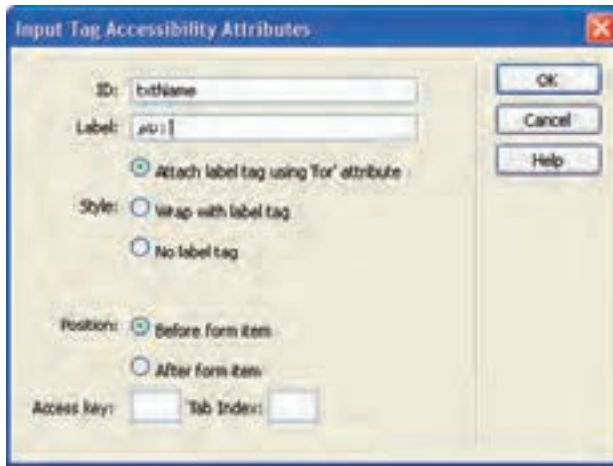 Input Tag Accessibility Attributes
ID: txtName
Label:
Attach label tag using 'for' attribute
Style: Wrap with label tag
No label tag
Position: Before form item
After form item
Access key: Tab Index:
OK
Cancel
Help